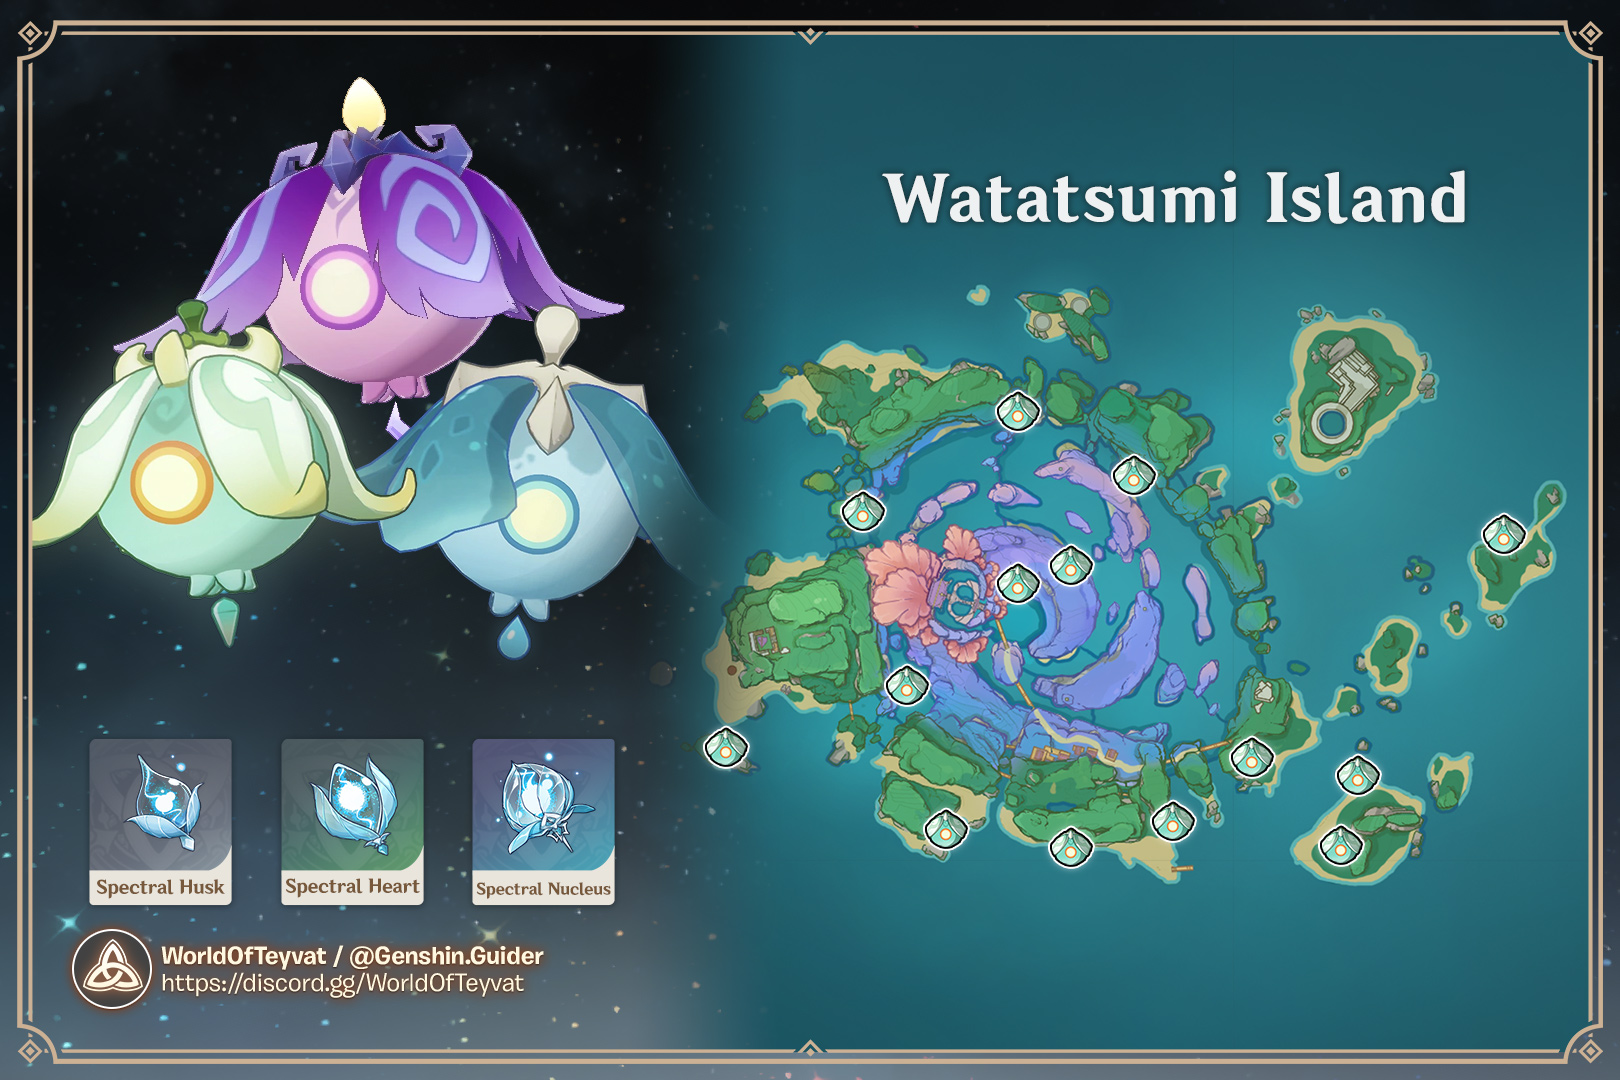 Watatsumi Island
Spectral Husk
Spectral Heart
Spectral Nucleus
WorldOfTeyvat / @Genshin.Guider
https://discord.gg/WorldOfTeyvat